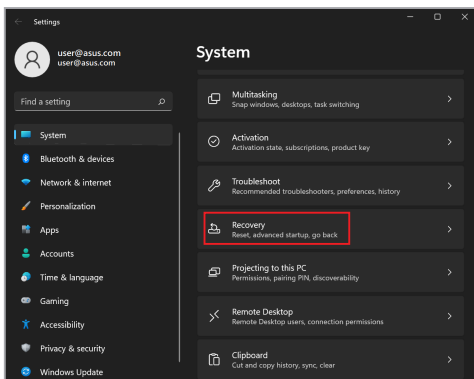 Settings
user@asus.com
user@asus.com
Find a setting
System
Bluetooth & devices
Network & internet
Personalization
Apps
Accounts
Time & language
Gaming
Accessibility
Privacy & security
Windows Update
System
Multitasking
Snap windows, desktops, task switching
Activation
Activation state, subscriptions, product key
Troubleshoot
Recommended troubleshooters, preferences, history
Recovery
Reset, advanced startup, go back
Projecting to this PC
Permissions, pairing PIN, discoverability
Remote Desktop
Remote Desktop users, connection permissions
Clipboard
Cut and copy history, sync, clear